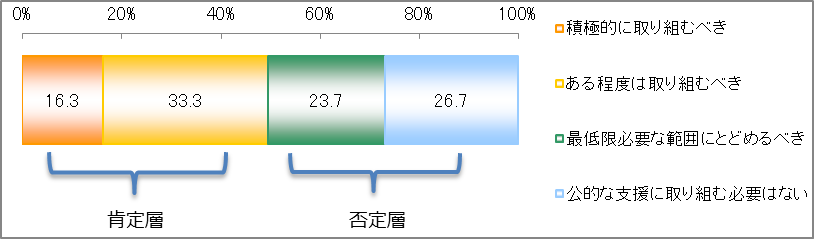 0% 20% 40% 60% 80% 100%
16.3 33.3 23.7 26.7
肯定層 否定層
積極的に取り組むべき
ある程度は取り組むべき
最低限必要な範囲にとどめるべき
公的な支援に取り組む必要はない